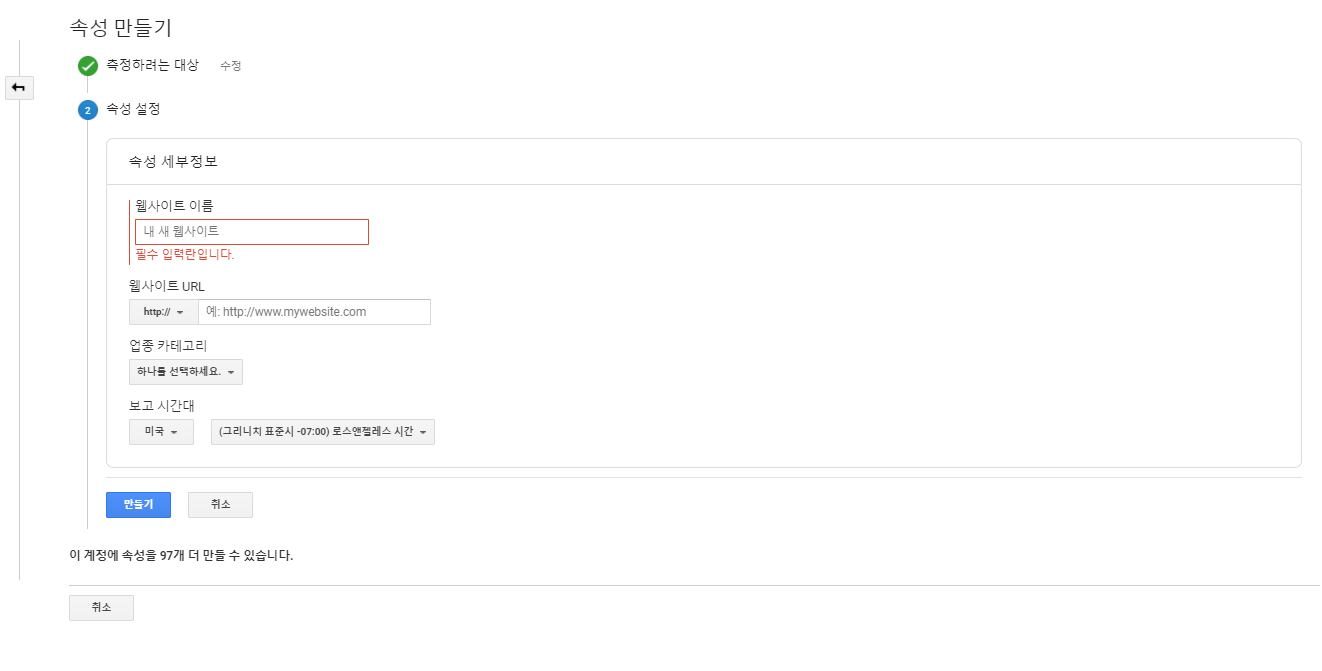 속성 만들기
측정하려는 대상 수정
2 속성 설정
속성 세부정보
웹사이트 이름
내 새 웹사이트
필수 입력란입니다.
웹사이트 URL
http:// 예: http://www.mywebsite.com
업종 카테고리
하나를 선택하세요.
보고 시간대
미국 (그리니치 표준시 -07:00) 로스앤젤레스 시간
만들기 취소
이 계정에 속성을 97개 더 만들 수 있습니다.
취소